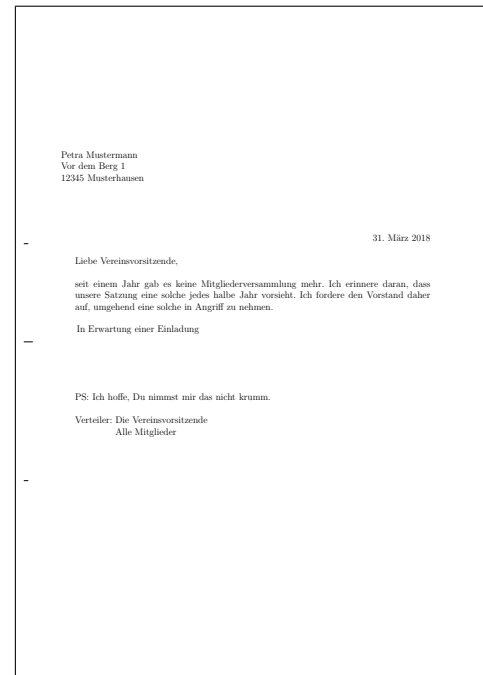 Petra Mustermann
Vor dem Berg 1
12345 Musterhausen
31. März 2018
Liebe Vereinsvorsitzende,
seit einem Jahr gab es keine Mitgliederversammlung mehr. Ich erinnere daran, dass
unsere Satzung eine solche jedes halbe Jahr vorsieht. Ich fordere den Vorstand daher
auf, umgehend eine solche in Angriff zu nehmen.
In Erwartung einer Einladung
PS: Ich hoffe, Du nimmst mir das nicht krumm.
Verteiler: Die Vereinsvorsitzende
Alle Mitglieder